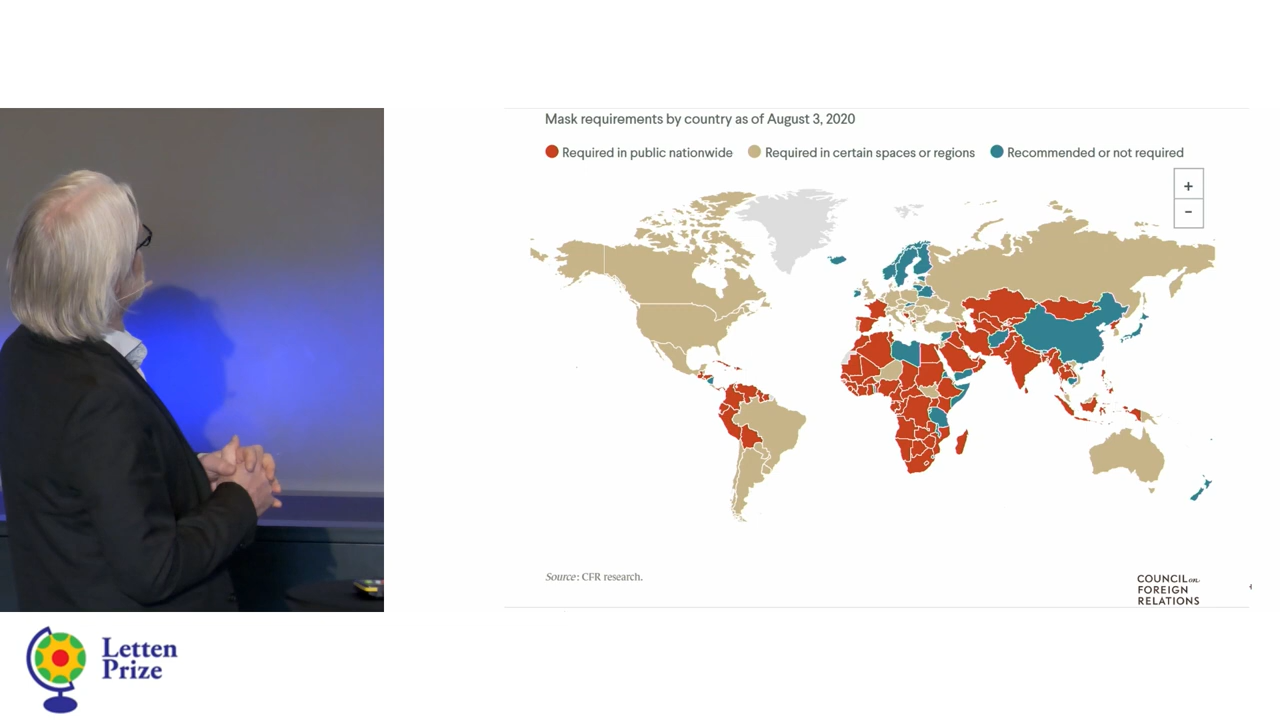 Mask requirements by country as of August 3, 2020
Required in public nationwide
Required in certain spaces or regions
Recommended or not required
+
-
Source: CFR research.
COUNCIL on
FOREIGN
RELATIONS
Letten
Prize